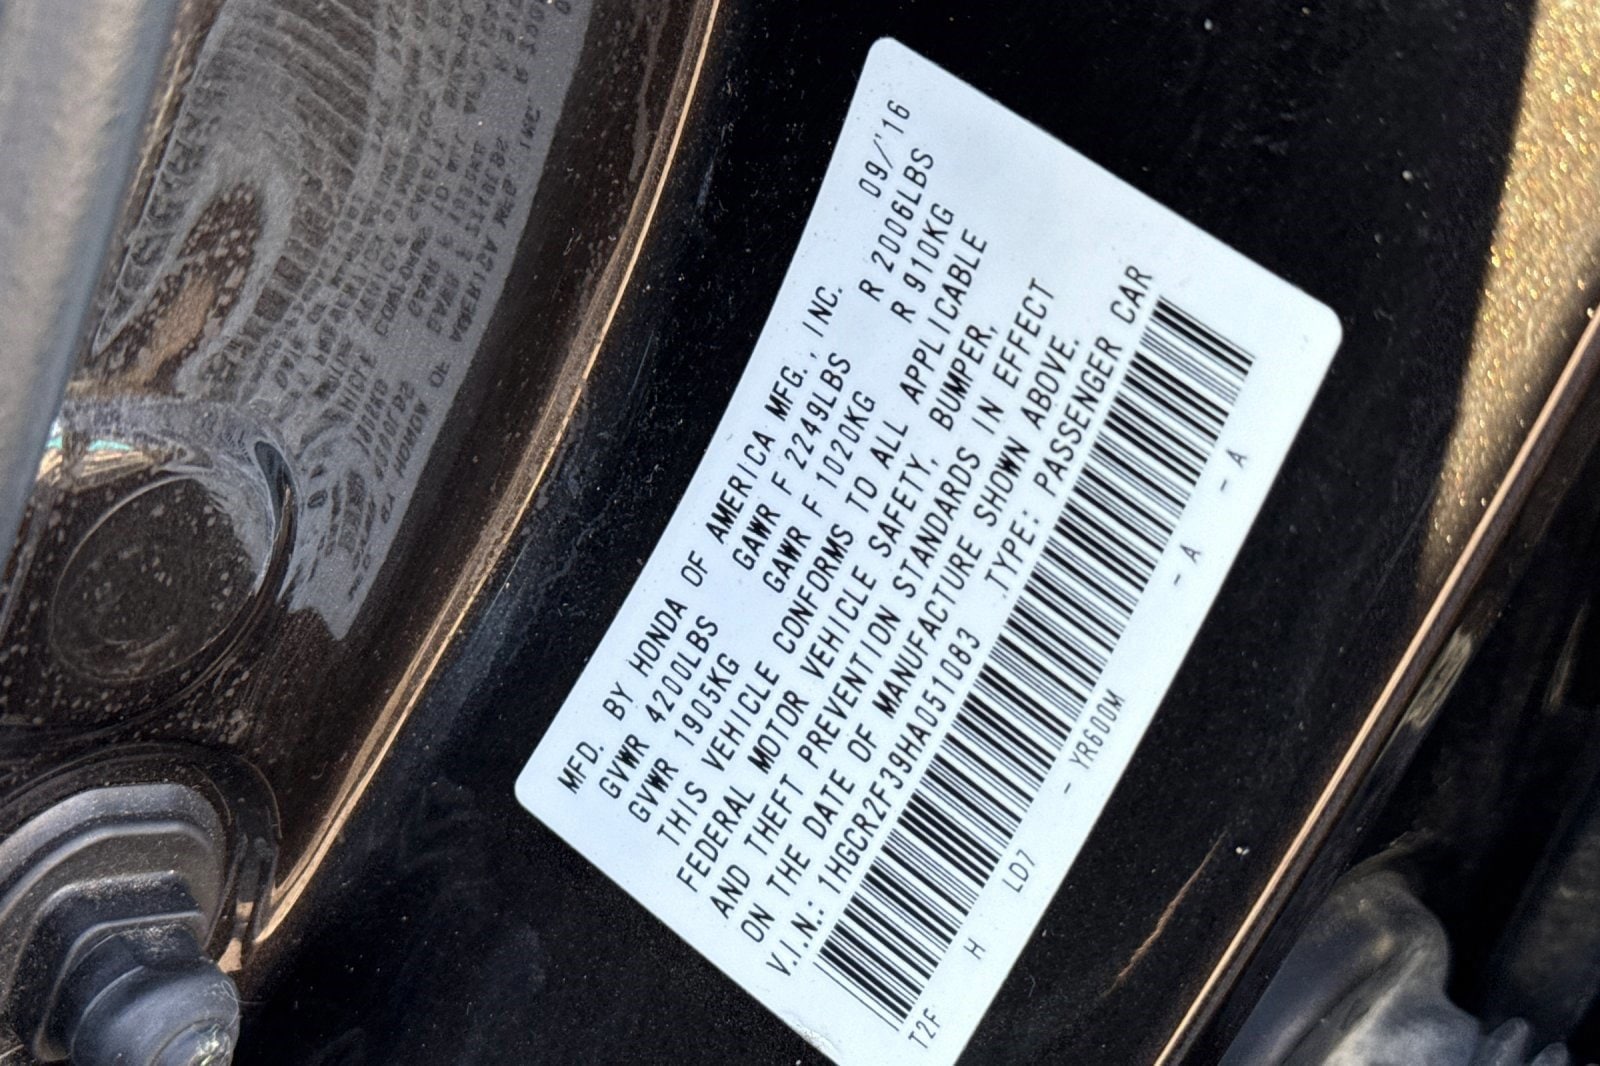 MFD. BY HONDA OF AMERICA MFG., INC. 09/'16
GVWR 4200LBS GAWR F 2249LBS R 2006LBS
GVWR 1905KG GAWR F 1020KG R 910KG
THIS VEHICLE CONFORMS TO ALL APPLICABLE
FEDERAL MOTOR VEHICLE SAFETY, BUMPER,
AND THEFT PREVENTION STANDARDS IN EFFECT
ON THE DATE OF MANUFACTURE SHOWN ABOVE.
V.I.N.: 1HGCR2F39HA051083 TYPE: PASSENGER CAR
T2F H LD7 - YR600M - A - A